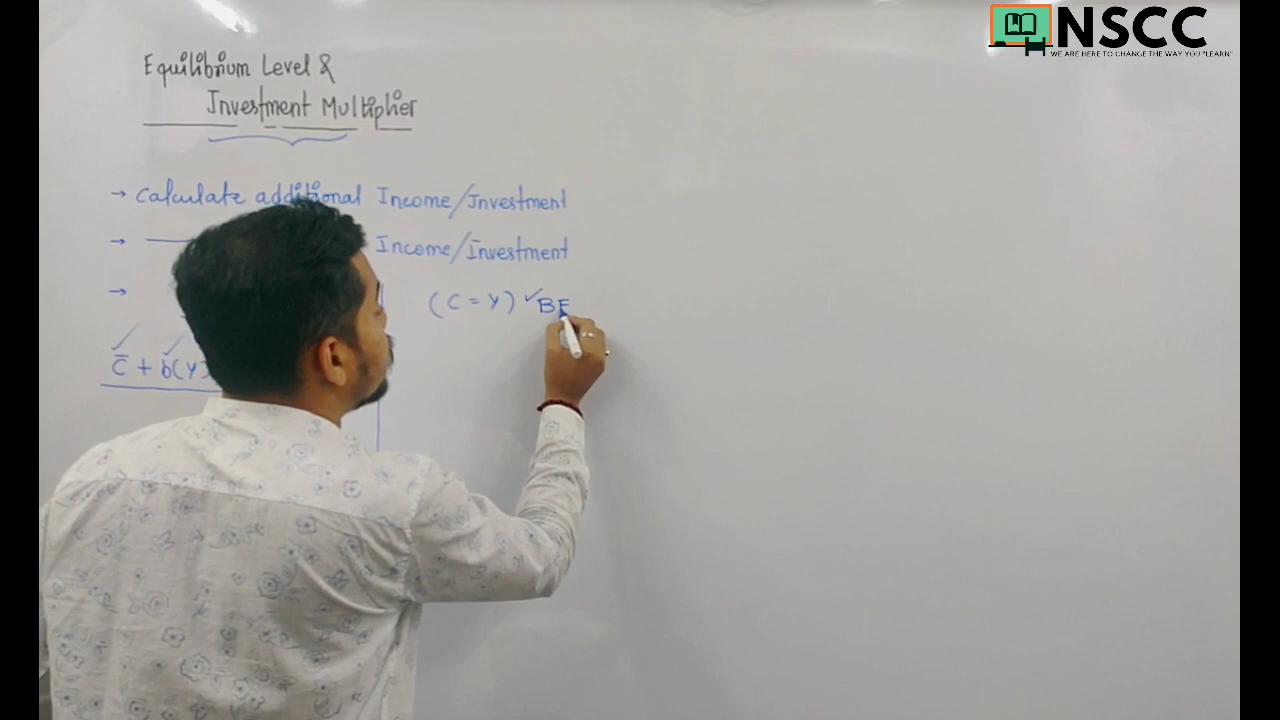 NSCC
WE ARE HERE TO CHANGE THE WAY YOU "LEARN"
Equilibrium Level &
Investment Multiplier
→ Calculate additional Income/Investment
→ Income/Investment
→ (C = Y) ✓ BE
C̅ + b(Y)